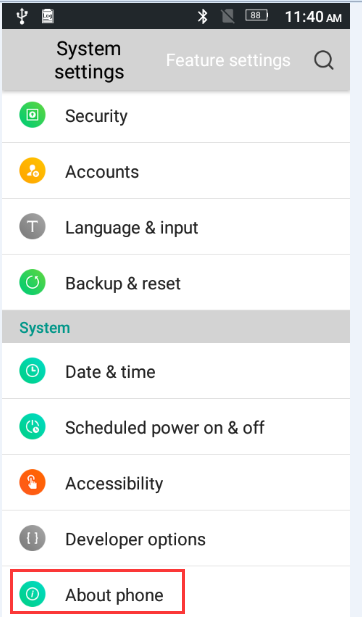 88 11:40 AM
System settings
Feature settings
Security
Accounts
Language & input
Backup & reset
System
Date & time
Scheduled power on & off
Accessibility
Developer options
About phone